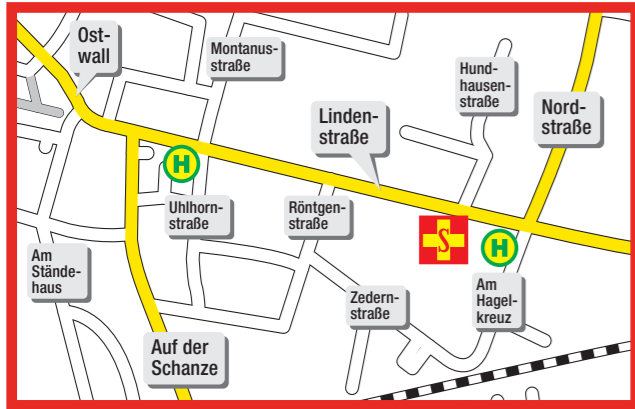 Ost-
wall
Montanus-
straße
Hund-
hausen-
straße
Nord-
straße
Linden-
straße
H
Uhlhorn-
straße
Röntgen-
straße
S
H
Am
Stände-
haus
Zedern-
straße
Am
Hagel-
kreuz
Auf der
Schanze